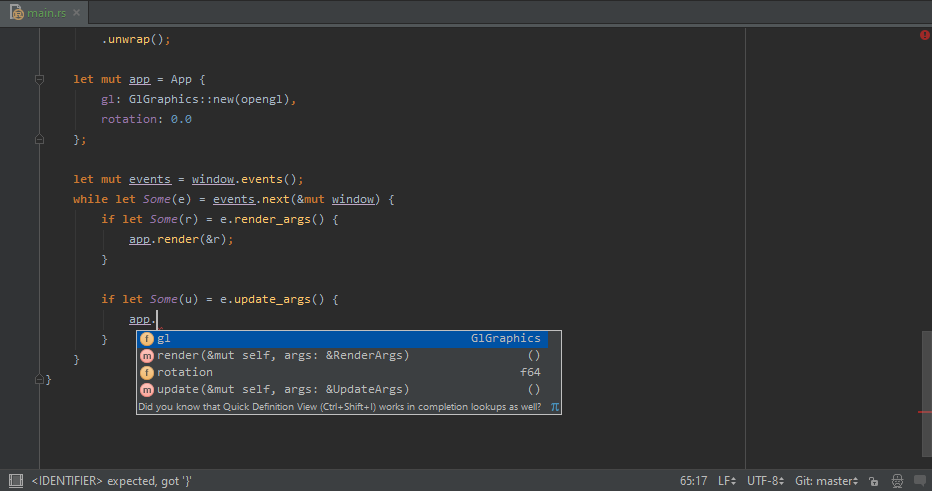 main.rs
.unwrap();
let mut app = App {
gl: GlGraphics::new(opengl),
rotation: 0.0
};
let mut events = window.events();
while let Some(e) = events.next(&mut window) {
if let Some(r) = e.render_args() {
app.render(&r);
}
if let Some(u) = e.update_args() {
app.
f gl GlGraphics
m render(&mut self, args: &RenderArgs) ()
f rotation f64
m update(&mut self, args: &UpdateArgs) ()
Did you know that Quick Definition View (Ctrl+Shift+I) works in completion lookups as well? π
}
}
}
<IDENTIFIER> expected, got '}' 65:17 LF UTF-8 Git: master